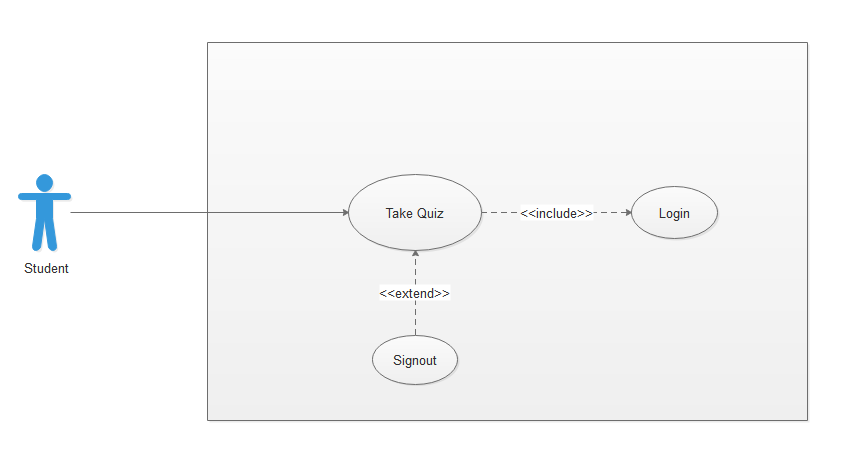 Take Quiz
<<include>>
Login
Student
<<extend>>
Signout